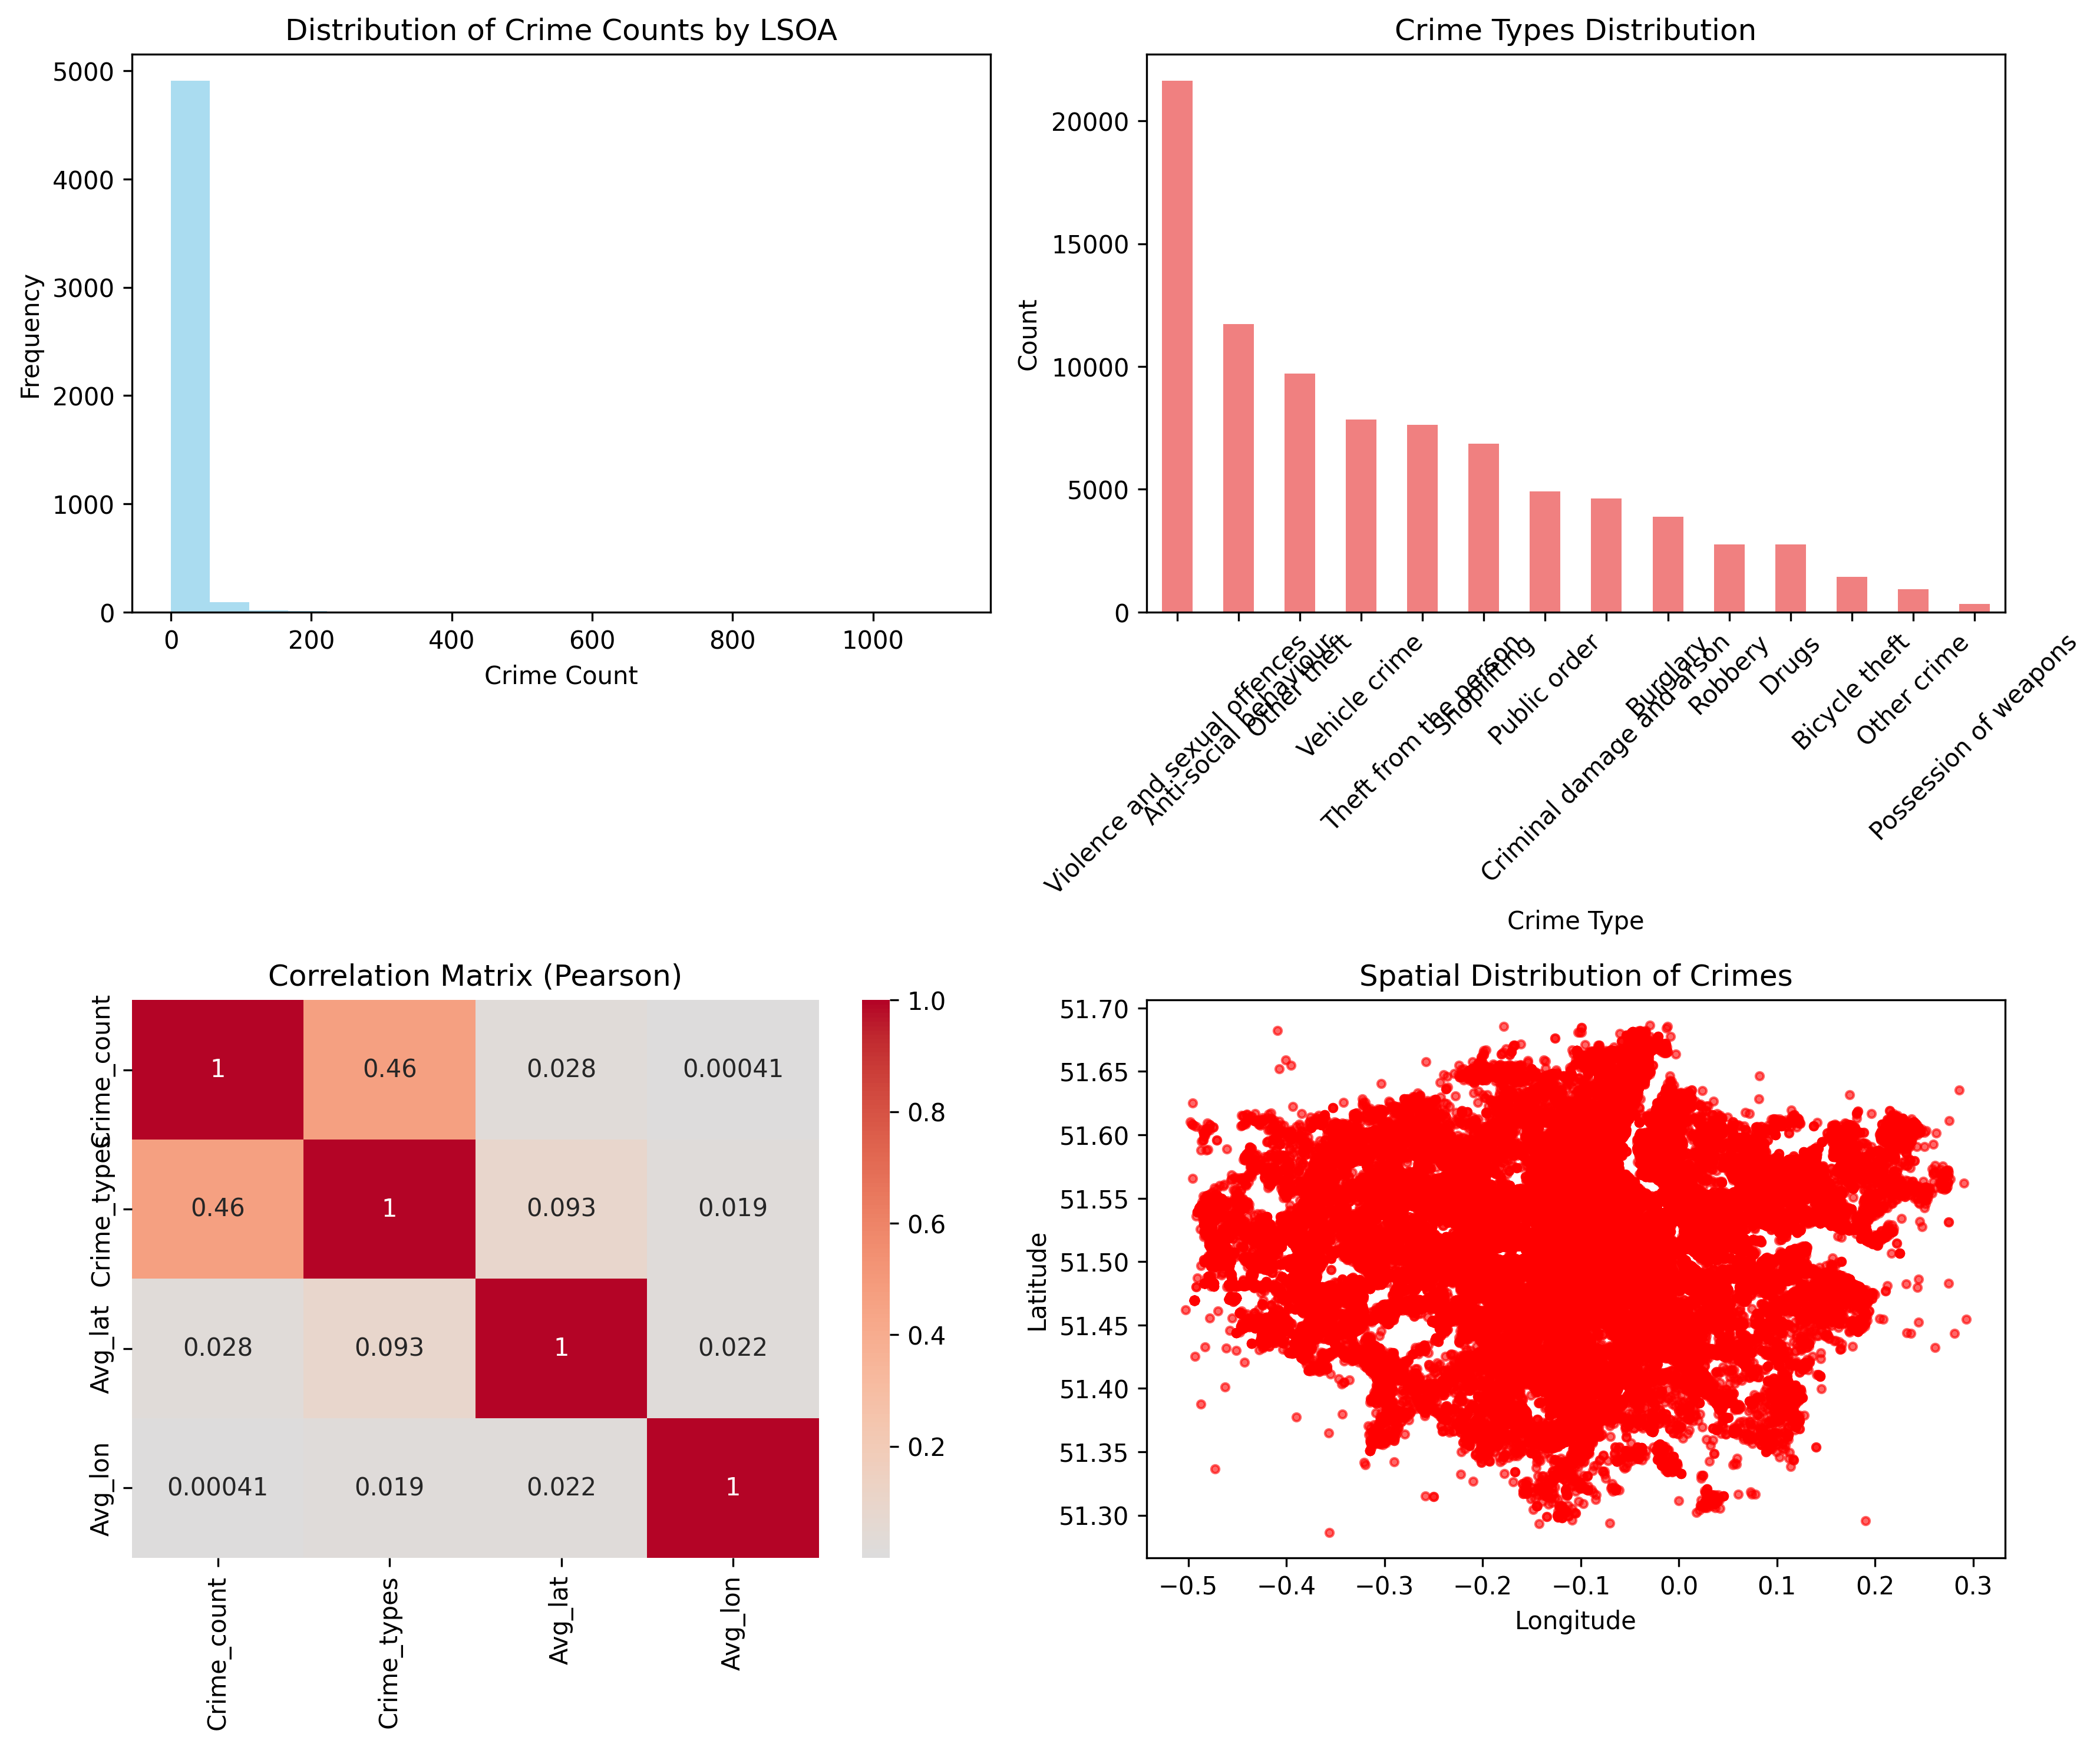 Distribution of Crime Counts by LSOA
5000
4000
3000
2000
1000
0
Frequency
0 200 400 600 800 1000
Crime Count
Crime Types Distribution
20000
15000
10000
5000
0
Count
Violence and sexual offences
Anti-social behaviour
Other theft
Vehicle crime
Theft from the person
Shoplifting
Public order
Criminal damage and arson
Burglary
Robbery
Drugs
Bicycle theft
Other crime
Possession of weapons
Crime Type
Correlation Matrix (Pearson)
Crime_count
1 0.46 0.028 0.00041
Crime_types
0.46 1 0.093 0.019
Avg_lat
0.028 0.093 1 0.022
Avg_lon
0.00041 0.019 0.022 1
Crime_count
Crime_types
Avg_lat
Avg_lon
1.0
0.8
0.6
0.4
0.2
Spatial Distribution of Crimes
51.70
51.65
51.60
51.55
51.50
51.45
51.40
51.35
51.30
Latitude
−0.5 −0.4 −0.3 −0.2 −0.1 0.0 0.1 0.2 0.3
Longitude